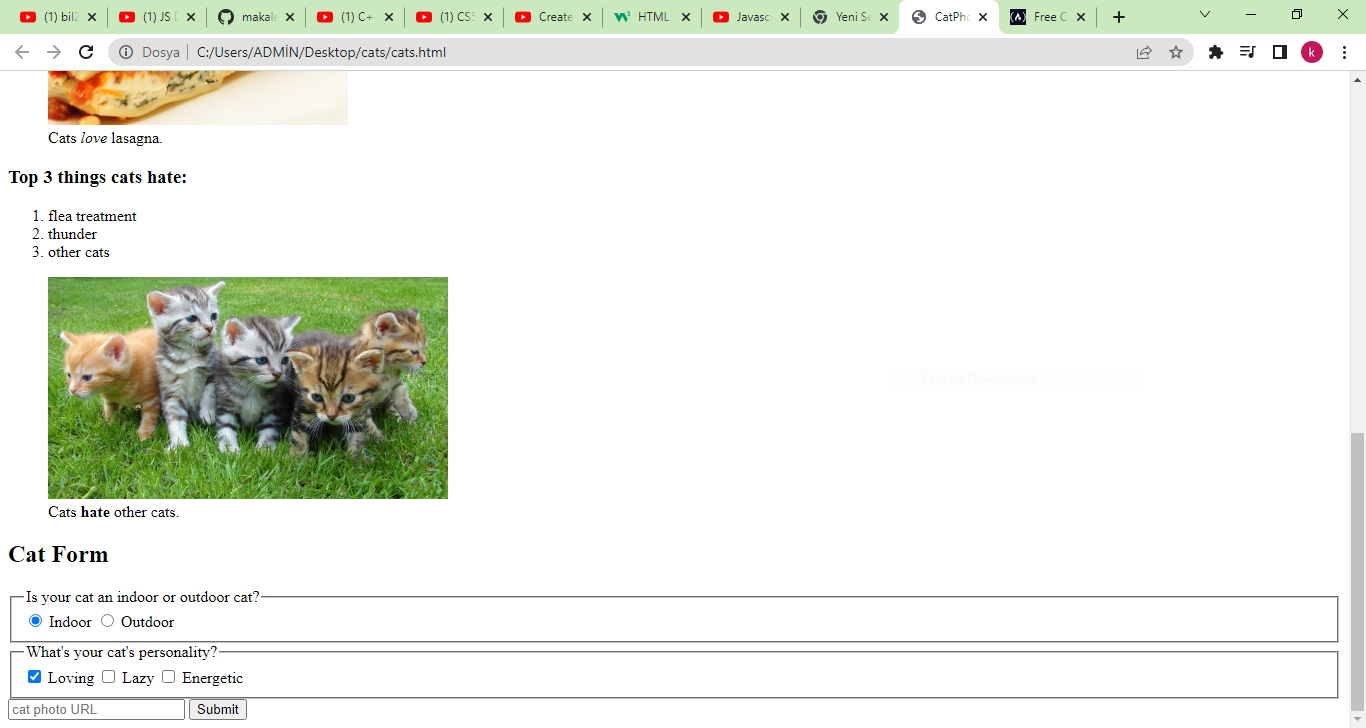 (1) bil (1) JS makal (1) C+ (1) CS Create HTML Javasc Yeni Se CatPho Free C
Dosya C:/Users/ADMİN/Desktop/cats/cats.html k
Cats love lasagna.
Top 3 things cats hate:
1. flea treatment
2. thunder
3. other cats
Cats hate other cats.
Cat Form
Is your cat an indoor or outdoor cat?
Indoor Outdoor
What's your cat's personality?
Loving Lazy Energetic
cat photo URL Submit